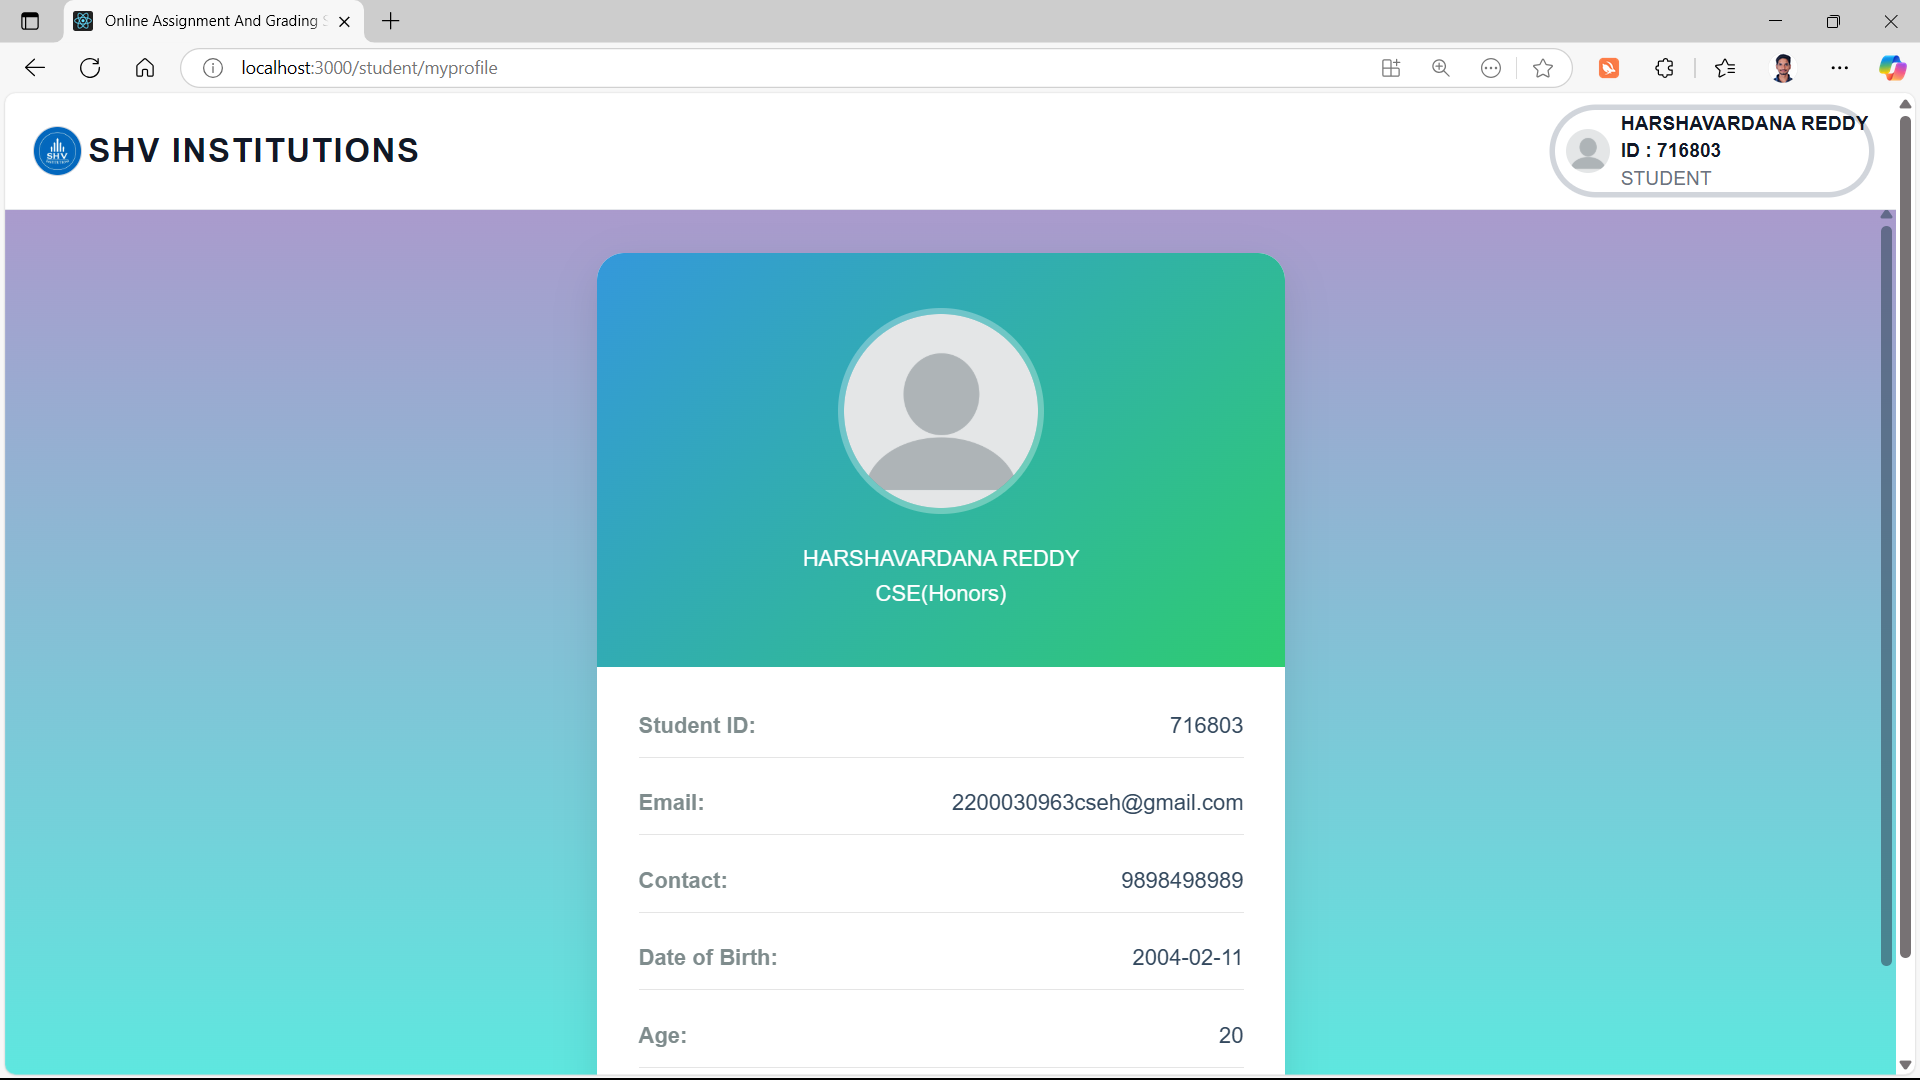 Online Assignment And Grading S
localhost:3000/student/myprofile
SHV
SHV INSTITUTIONS
HARSHAVARDANA REDDY
ID : 716803
STUDENT
HARSHAVARDANA REDDY
CSE(Honors)
Student ID: 716803
Email: 2200030963cseh@gmail.com
Contact: 9898498989
Date of Birth: 2004-02-11
Age: 20